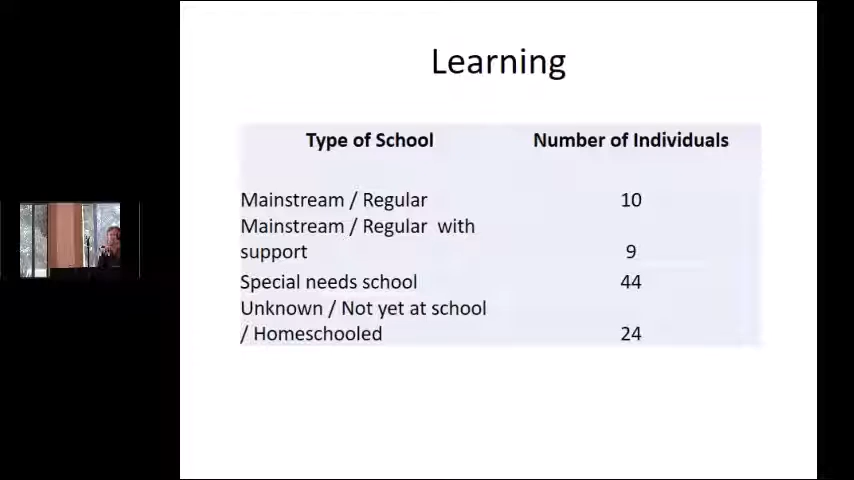 Learning
Type of School Number of Individuals
Mainstream / Regular 10
Mainstream / Regular with
support 9
Special needs school 44
Unknown / Not yet at school
/ Homeschooled 24